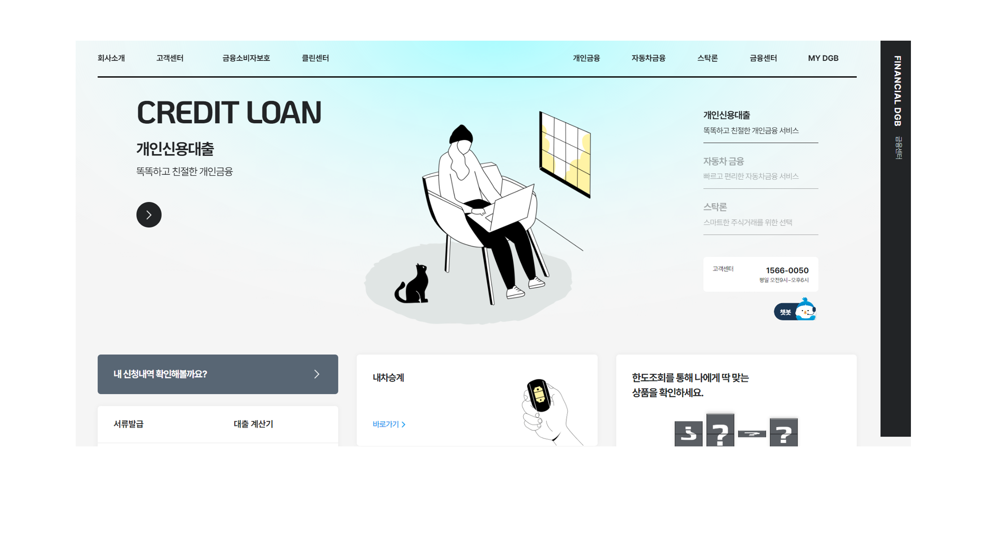 회사소개 고객센터 금융소비자보호 클린센터 개인금융 자동차금융 스탁론 금융센터 MY DGB
CREDIT LOAN
개인신용대출
똑똑하고 친절한 개인금융
개인신용대출
똑똑하고 친절한 개인금융 서비스
자동차 금융
빠르고 편리한 자동차금융 서비스
스탁론
스마트한 주식거래를 위한 선택
고객센터 1566-0050
평일 오전9시~오후6시
챗봇
FINANCIAL DGB 금융센터
내 신청내역 확인해볼까요?
서류발급 대출 계산기
내차승계
바로가기
한도조회를 통해 나에게 딱 맞는
상품을 확인하세요.
? ? ? ?